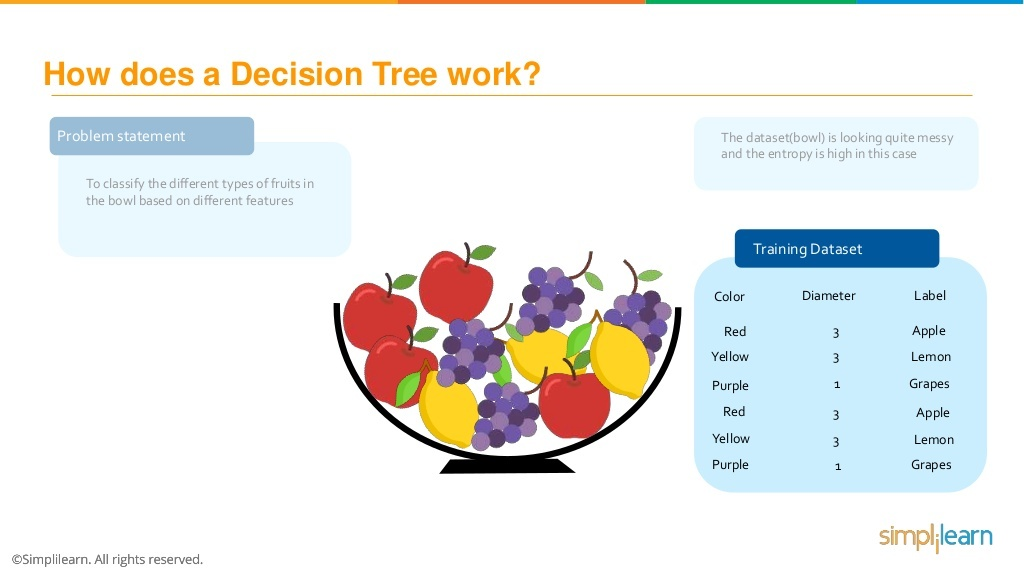 How does a Decision Tree work?
Problem statement
To classify the different types of fruits in
the bowl based on different features
The dataset(bowl) is looking quite messy
and the entropy is high in this case
Training Dataset
Color Diameter Label
Red 3 Apple
Yellow 3 Lemon
Purple 1 Grapes
Red 3 Apple
Yellow 3 Lemon
Purple 1 Grapes
©Simplilearn. All rights reserved.
simplilearn